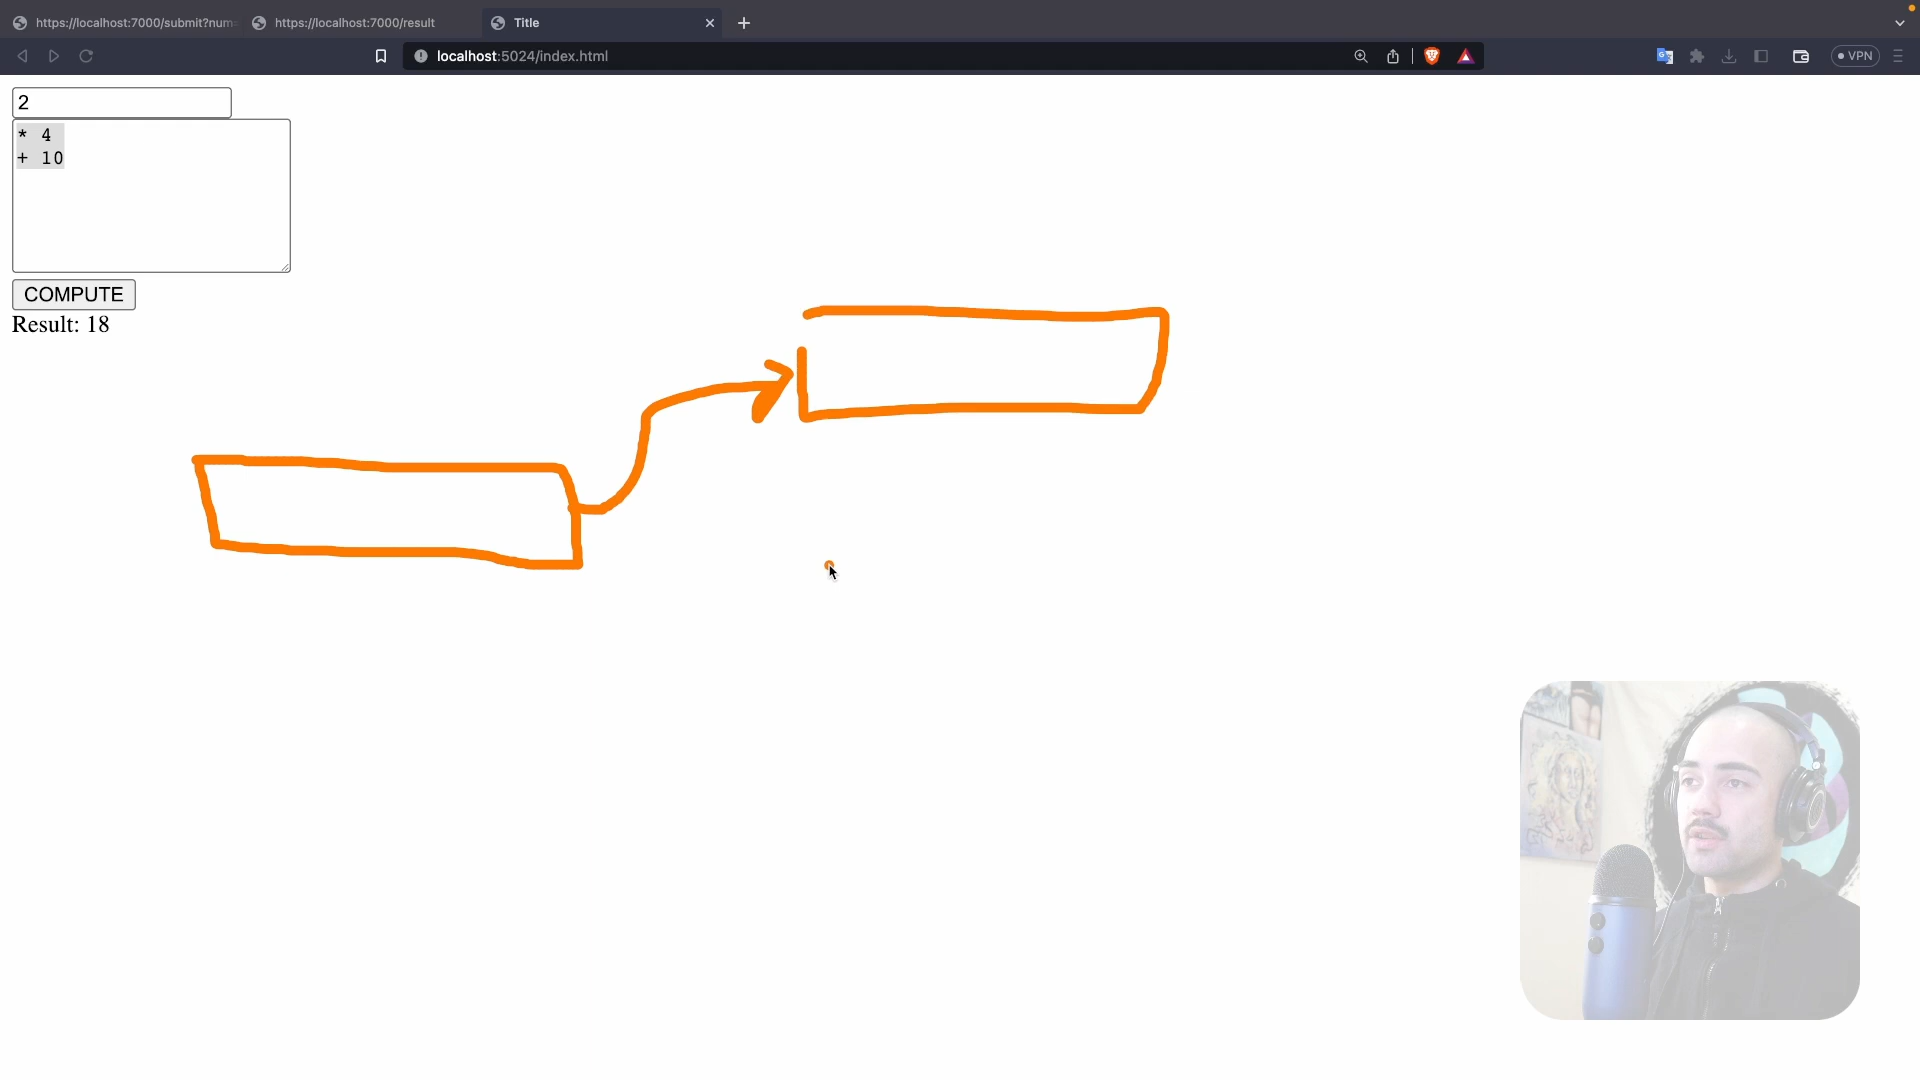 https://localhost:7000/submit?num
https://localhost:7000/result
Title
localhost:5024/index.html
VPN
2
* 4
+ 10
COMPUTE
Result: 18